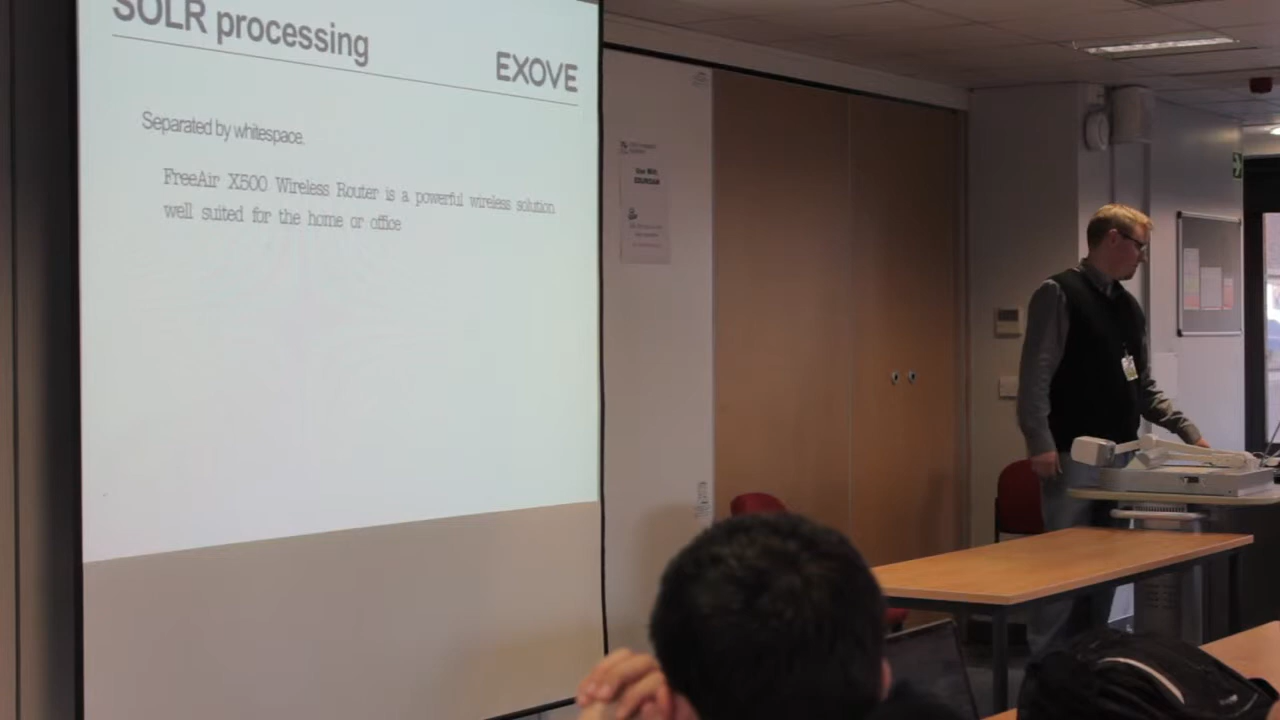 SOLR processing
EXOVE
Separated by whitespace.
FreeAir X500 Wireless Router is a powerful wireless solution
well suited for the home or office